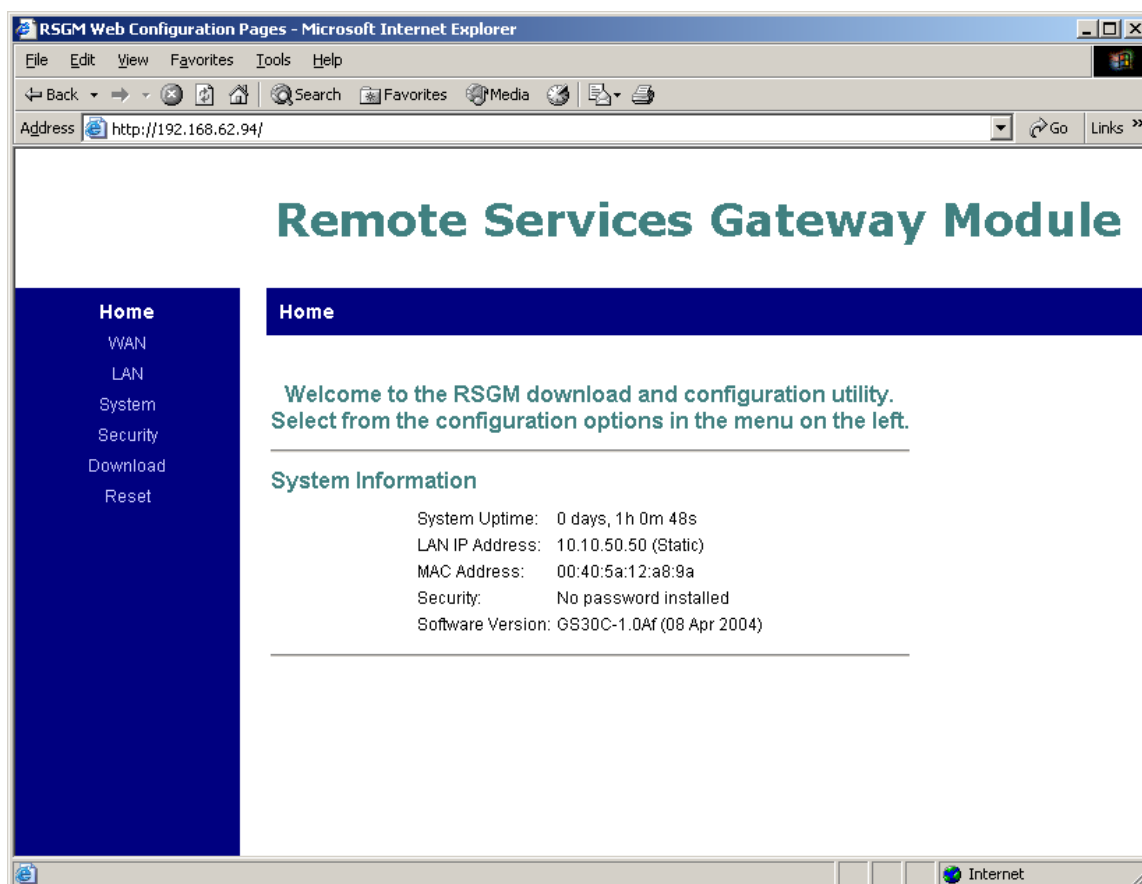 RSGM Web Configuration Pages - Microsoft Internet Explorer
File Edit View Favorites Tools Help
Back Search Favorites Media
Address http://192.168.62.94/ Go Links »
Remote Services Gateway Module
Home
WAN
LAN
System
Security
Download
Reset
Home
Welcome to the RSGM download and configuration utility.
Select from the configuration options in the menu on the left.
System Information
System Uptime: 0 days, 1h 0m 48s
LAN IP Address: 10.10.50.50 (Static)
MAC Address: 00:40:5a:12:a8:9a
Security: No password installed
Software Version: GS30C-1.0Af (08 Apr 2004)
Internet